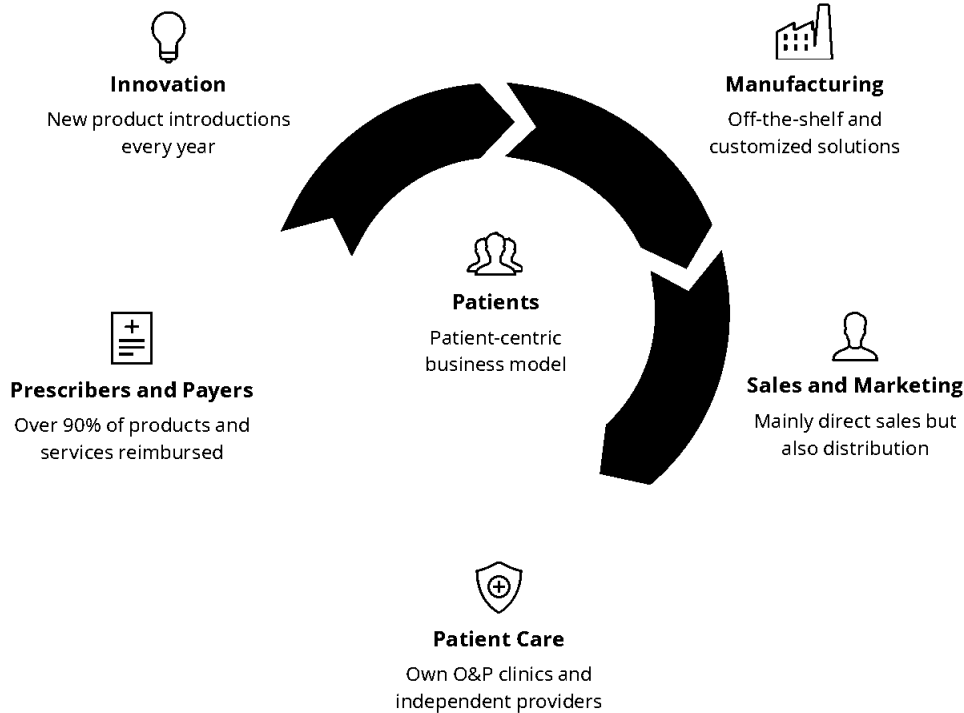 Innovation
New product introductions
every year
Manufacturing
Off-the-shelf and
customized solutions
Patients
Patient-centric
business model
Prescribers and Payers
Over 90% of products and
services reimbursed
Sales and Marketing
Mainly direct sales but
also distribution
Patient Care
Own O&P clinics and
independent providers